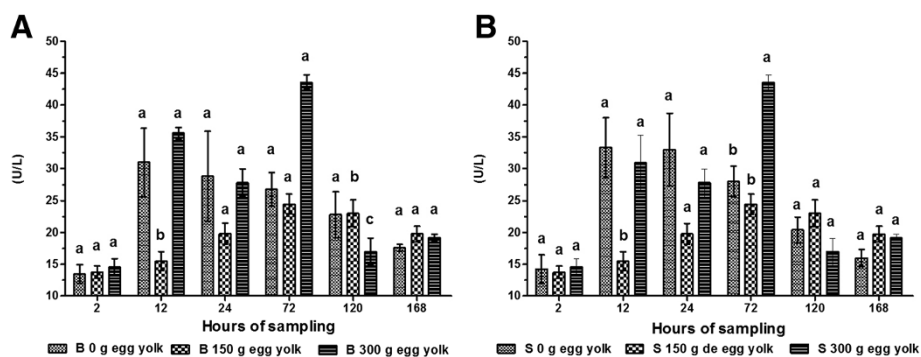 A
50
45
40
35
30
25
20
15
10
(U/L)
a a a
a b a
a a a
a a a
a b c
a a a
2 12 24 72 120 168
Hours of sampling
B 0 g egg yolk B 150 g egg yolk B 300 g egg yolk
B
50
45
40
35
30
25
20
15
10
(U/L)
a a a
a b a
a a a
b b a
a a a
a a a
2 12 24 72 120 168
Hours of sampling
S 0 g egg yolk S 150 g de egg yolk S 300 g egg yolk